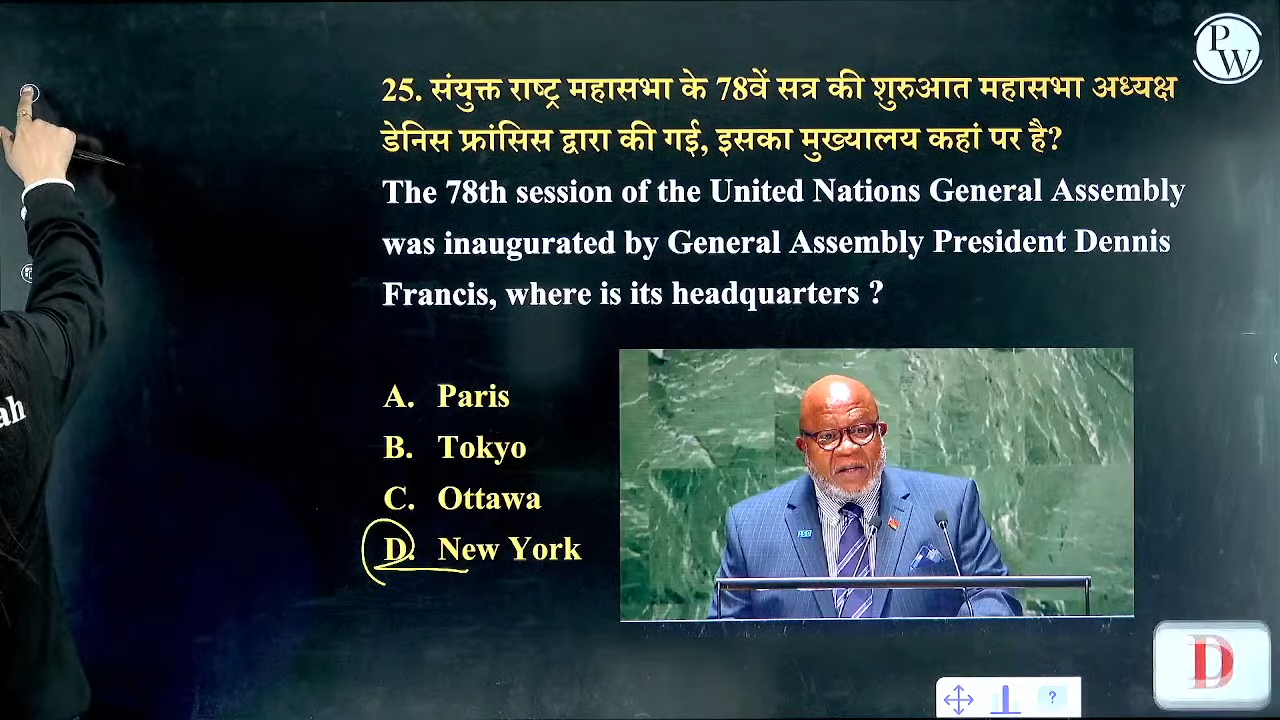 PW
25. संयुक्त राष्ट्र महासभा के 78वें सत्र की शुरुआत महासभा अध्यक्ष
डेनिस फ्रांसिस द्वारा की गई, इसका मुख्यालय कहां पर है?
The 78th session of the United Nations General Assembly
was inaugurated by General Assembly President Dennis
Francis, where is its headquarters ?
A. Paris
B. Tokyo
C. Ottawa
D. New York
ah
D
?